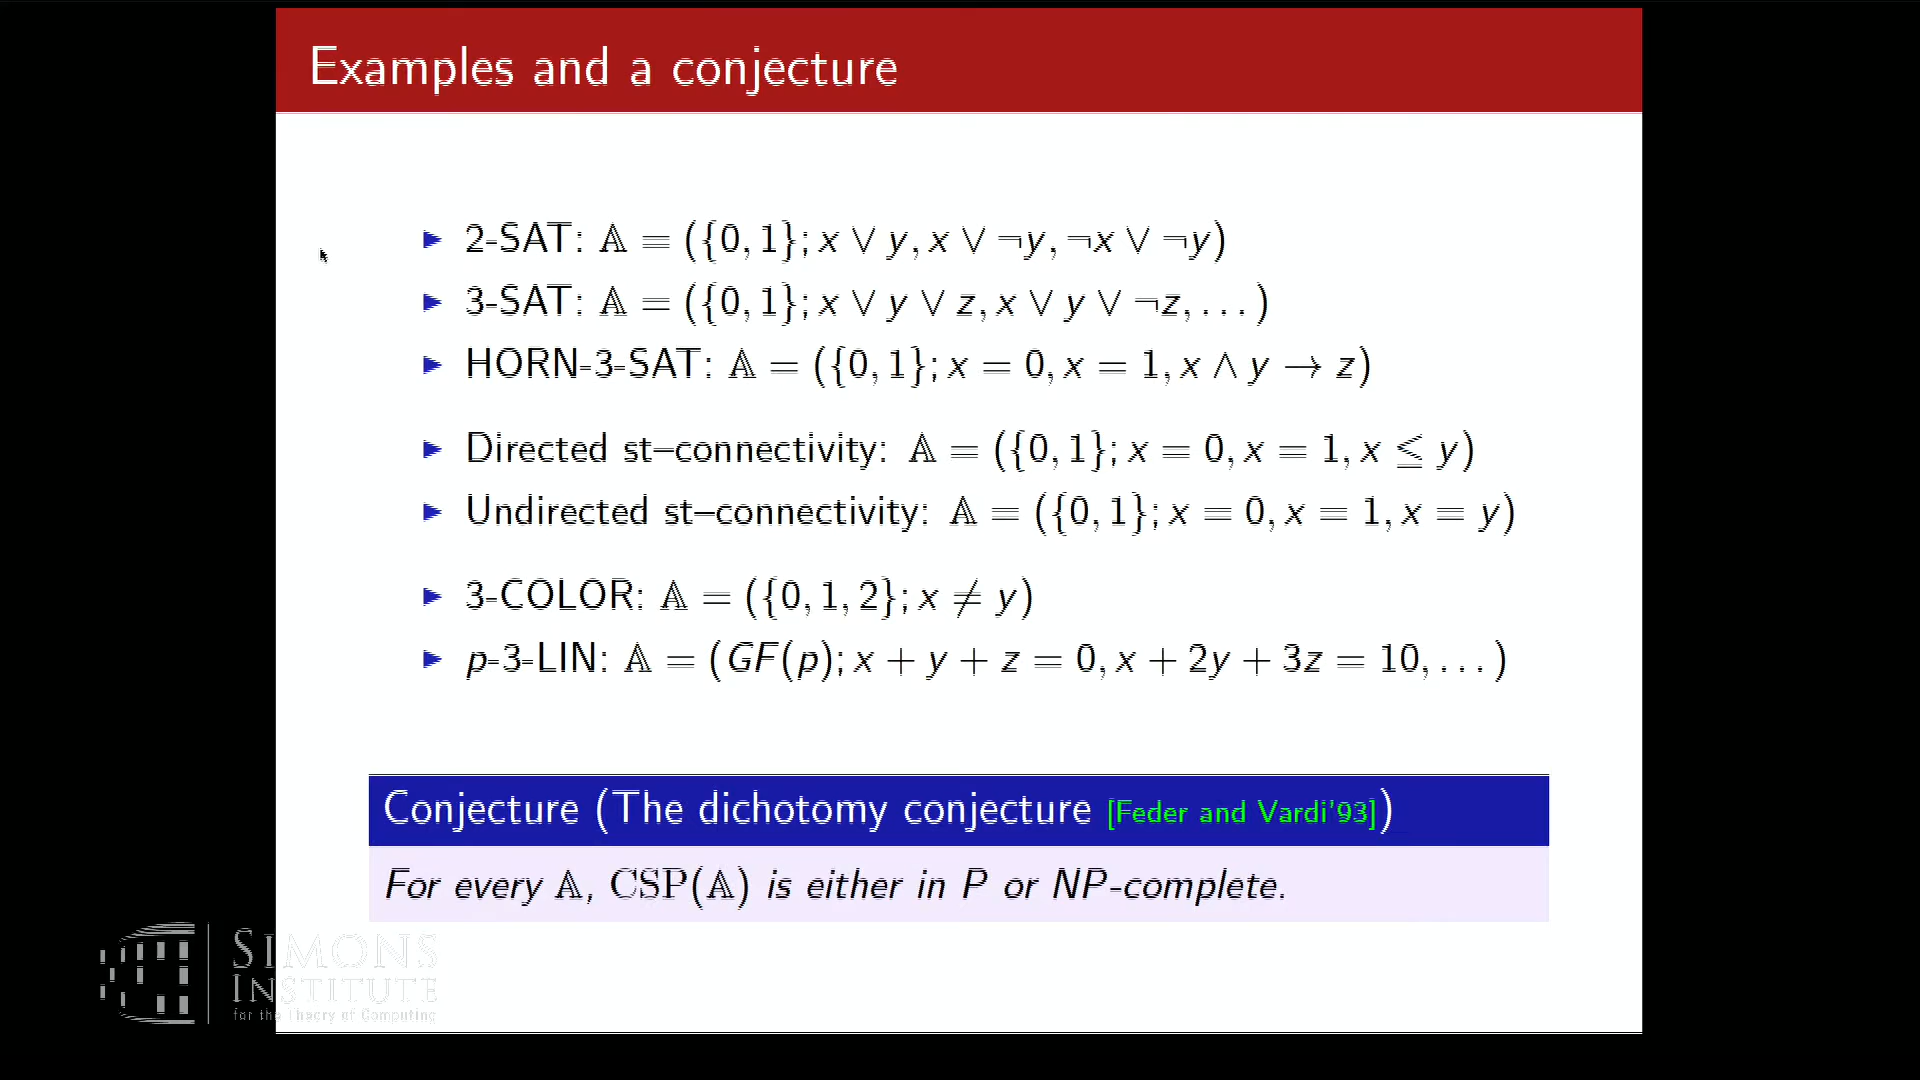 Examples and a conjecture
▶ 2-SAT: 𝔸 = ({0, 1}; x ∨ y, x ∨ ¬y, ¬x ∨ ¬y)
▶ 3-SAT: 𝔸 = ({0, 1}; x ∨ y ∨ z, x ∨ y ∨ ¬z, . . . )
▶ HORN-3-SAT: 𝔸 = ({0, 1}; x = 0, x = 1, x ∧ y → z)
▶ Directed st–connectivity: 𝔸 = ({0, 1}; x = 0, x = 1, x ≤ y)
▶ Undirected st–connectivity: 𝔸 = ({0, 1}; x = 0, x = 1, x = y)
▶ 3-COLOR: 𝔸 = ({0, 1, 2}; x ≠ y)
▶ p-3-LIN: 𝔸 = (GF(p); x + y + z = 0, x + 2y + 3z = 10, . . . )
Conjecture (The dichotomy conjecture [Feder and Vardi'93])
For every 𝔸, CSP(𝔸) is either in P or NP-complete.
SIMONS
INSTITUTE
for the Theory of Computing